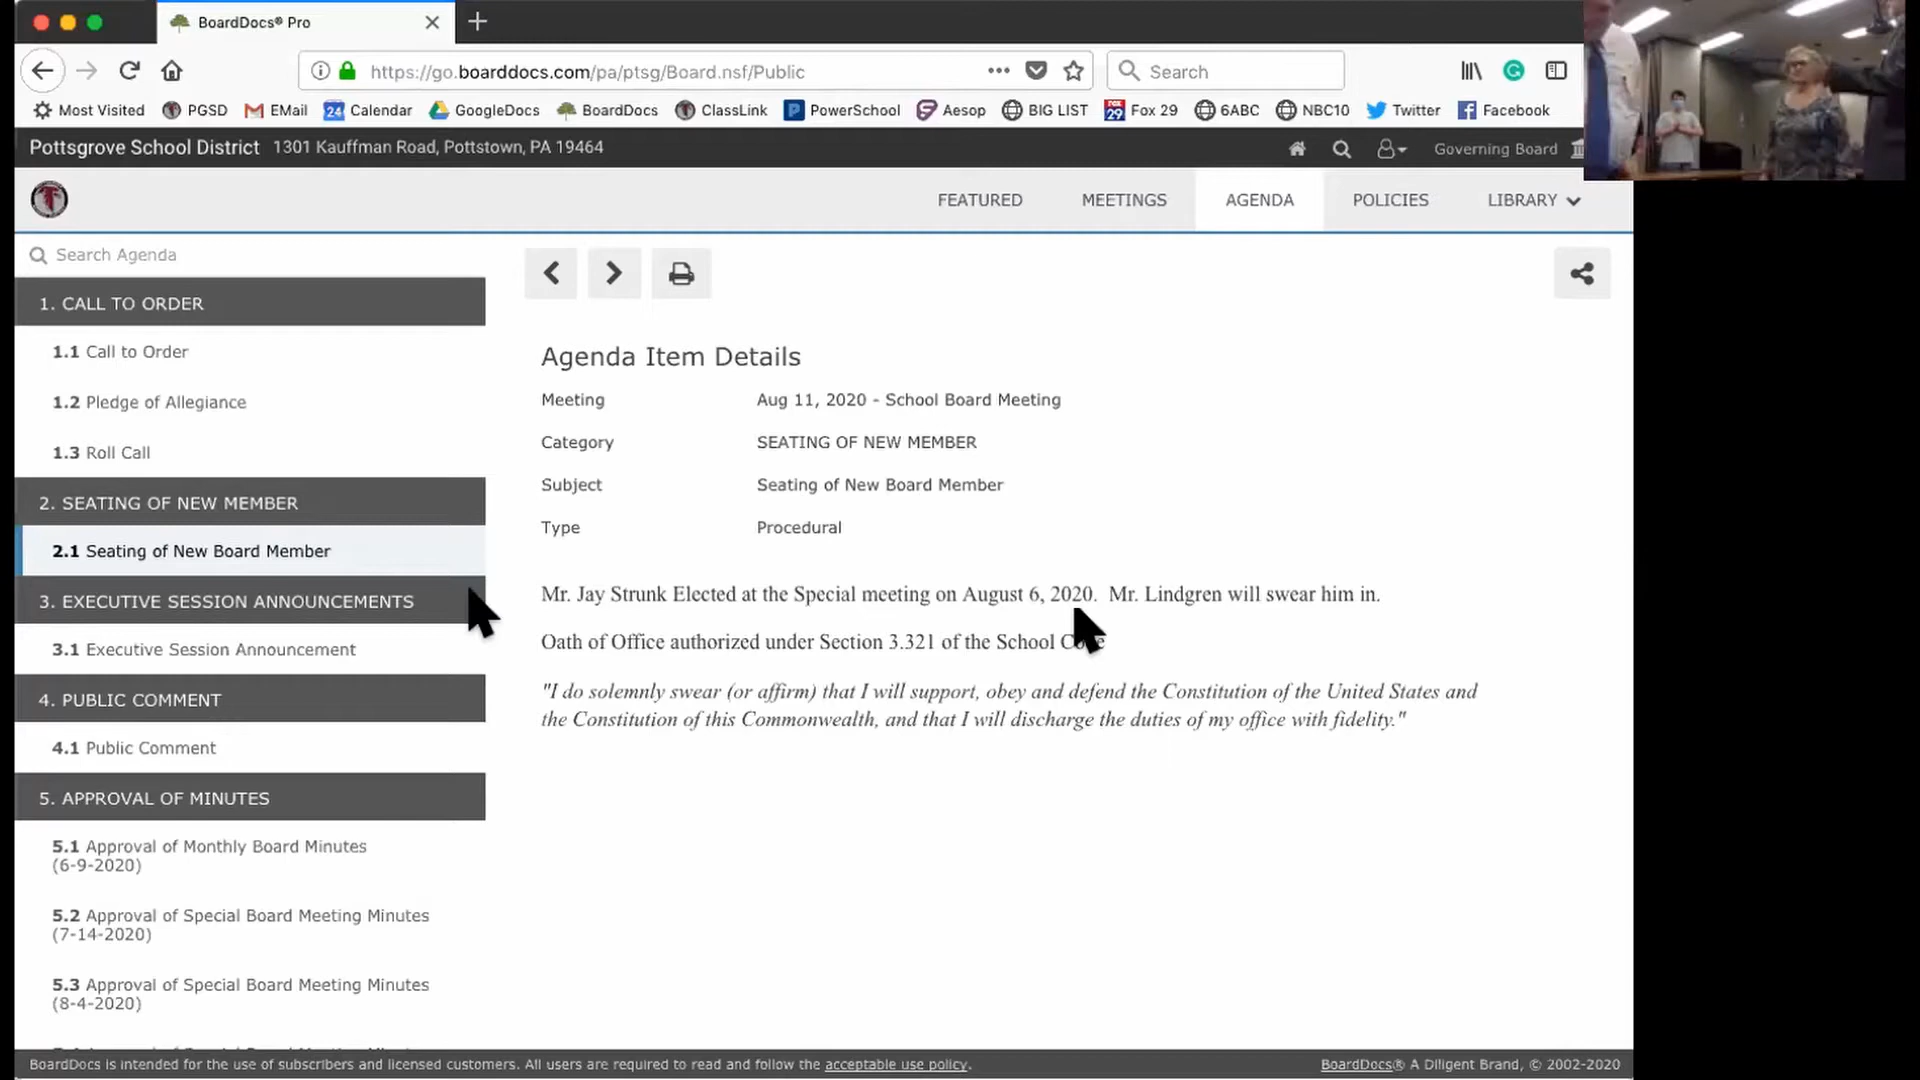 BoardDocs® Pro
https://go.boarddocs.com/pa/ptsg/Board.nsf/Public
Search
Most Visited PGSD EMail 24 Calendar GoogleDocs BoardDocs ClassLink PowerSchool Aesop BIG LIST FOX 29 Fox 29 6ABC NBC10 Twitter Facebook
Pottsgrove School District 1301 Kauffman Road, Pottstown, PA 19464
Governing Board
FEATURED MEETINGS AGENDA POLICIES LIBRARY
Search Agenda
1. CALL TO ORDER
1.1 Call to Order
1.2 Pledge of Allegiance
1.3 Roll Call
2. SEATING OF NEW MEMBER
2.1 Seating of New Board Member
3. EXECUTIVE SESSION ANNOUNCEMENTS
3.1 Executive Session Announcement
4. PUBLIC COMMENT
4.1 Public Comment
5. APPROVAL OF MINUTES
5.1 Approval of Monthly Board Minutes
(6-9-2020)
5.2 Approval of Special Board Meeting Minutes
(7-14-2020)
5.3 Approval of Special Board Meeting Minutes
(8-4-2020)
Agenda Item Details
Meeting Aug 11, 2020 - School Board Meeting
Category SEATING OF NEW MEMBER
Subject Seating of New Board Member
Type Procedural
Mr. Jay Strunk Elected at the Special meeting on August 6, 2020. Mr. Lindgren will swear him in.
Oath of Office authorized under Section 3.321 of the School
"I do solemnly swear (or affirm) that I will support, obey and defend the Constitution of the United States and
the Constitution of this Commonwealth, and that I will discharge the duties of my office with fidelity."
BoardDocs is intended for the use of subscribers and licensed customers. All users are required to read and follow the acceptable use policy.
BoardDocs® A Diligent Brand, © 2002-2020